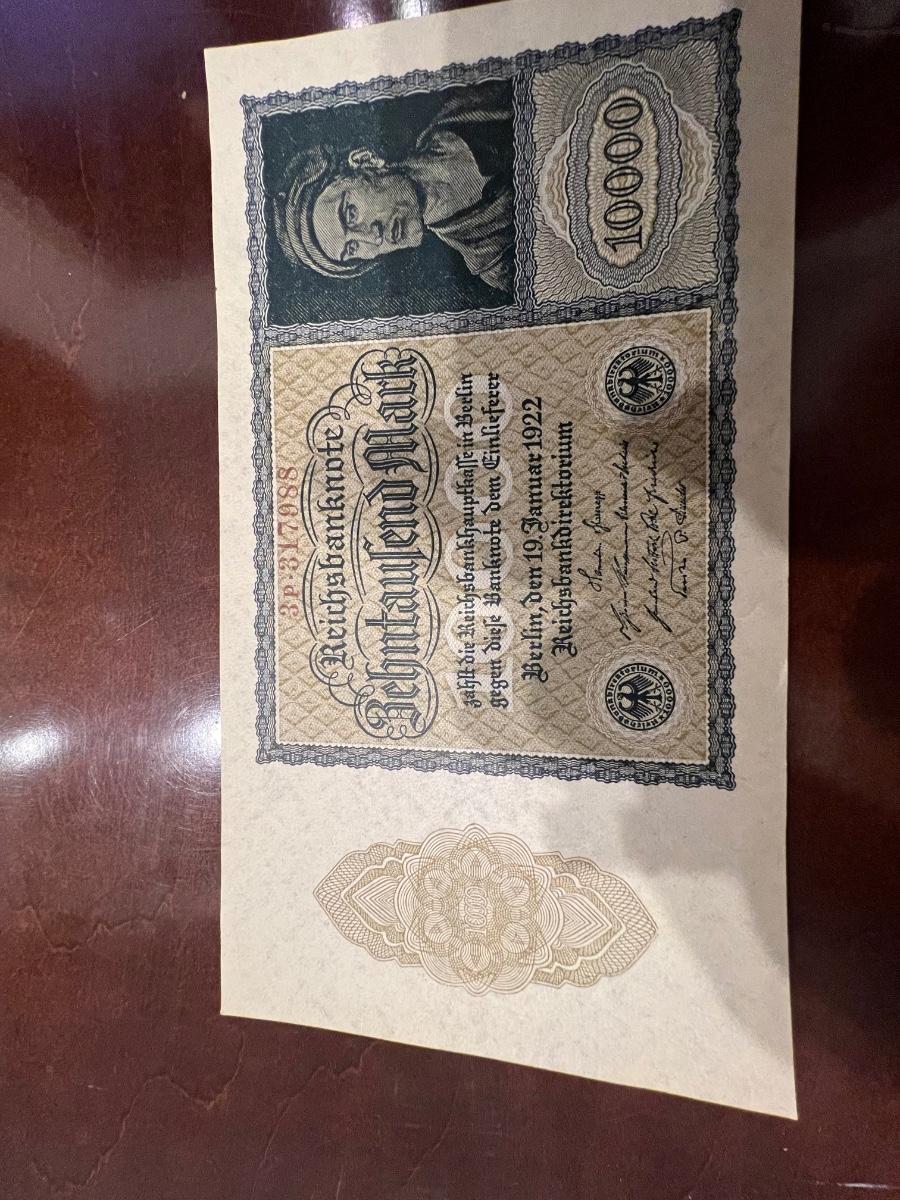 3P·317988
Reichsbanknote
Zehntausend Mark
zahlt die Reichsbankhauptkasse in Berlin
gegen diese Banknote dem Einlieferer
Berlin, den 19. Januar 1922
Reichsbankdirektorium
10000
10000